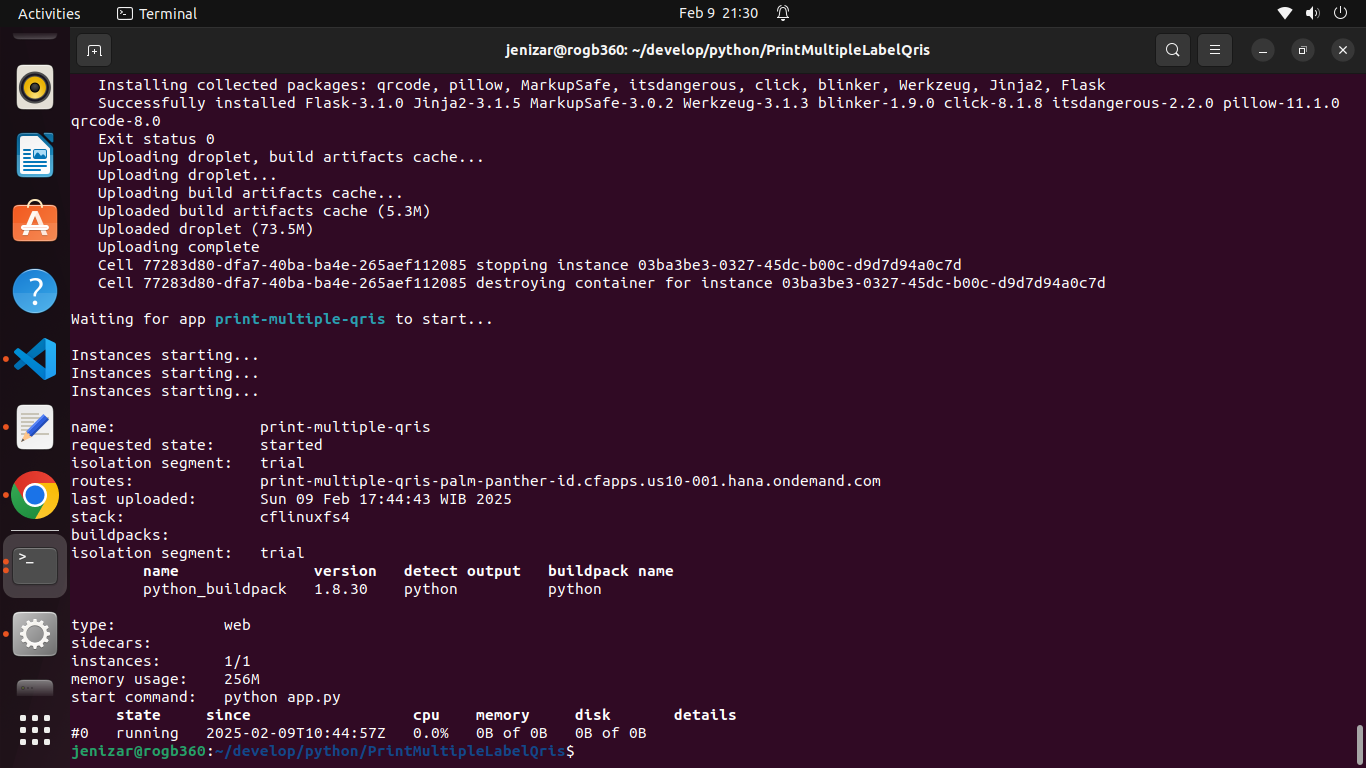 Activities Terminal Feb 9 21:30
jenizar@rogb360: ~/develop/python/PrintMultipleLabelQris
Installing collected packages: qrcode, pillow, MarkupSafe, itsdangerous, click, blinker, Werkzeug, Jinja2, Flask
Successfully installed Flask-3.1.0 Jinja2-3.1.5 MarkupSafe-3.0.2 Werkzeug-3.1.3 blinker-1.9.0 click-8.1.8 itsdangerous-2.2.0 pillow-11.1.0
qrcode-8.0
Exit status 0
Uploading droplet, build artifacts cache...
Uploading droplet...
Uploading build artifacts cache...
Uploaded build artifacts cache (5.3M)
Uploaded droplet (73.5M)
Uploading complete
Cell 77283d80-dfa7-40ba-ba4e-265aef112085 stopping instance 03ba3be3-0327-45dc-b00c-d9d7d94a0c7d
Cell 77283d80-dfa7-40ba-ba4e-265aef112085 destroying container for instance 03ba3be3-0327-45dc-b00c-d9d7d94a0c7d
Waiting for app print-multiple-qris to start...
Instances starting...
Instances starting...
Instances starting...
name: print-multiple-qris
requested state: started
isolation segment: trial
routes: print-multiple-qris-palm-panther-id.cfapps.us10-001.hana.ondemand.com
last uploaded: Sun 09 Feb 17:44:43 WIB 2025
stack: cflinuxfs4
buildpacks:
isolation segment: trial
name version detect output buildpack name
python_buildpack 1.8.30 python python
type: web
sidecars:
instances: 1/1
memory usage: 256M
start command: python app.py
state since cpu memory disk details
#0 running 2025-02-09T10:44:57Z 0.0% 0B of 0B 0B of 0B
jenizar@rogb360:~/develop/python/PrintMultipleLabelQris$